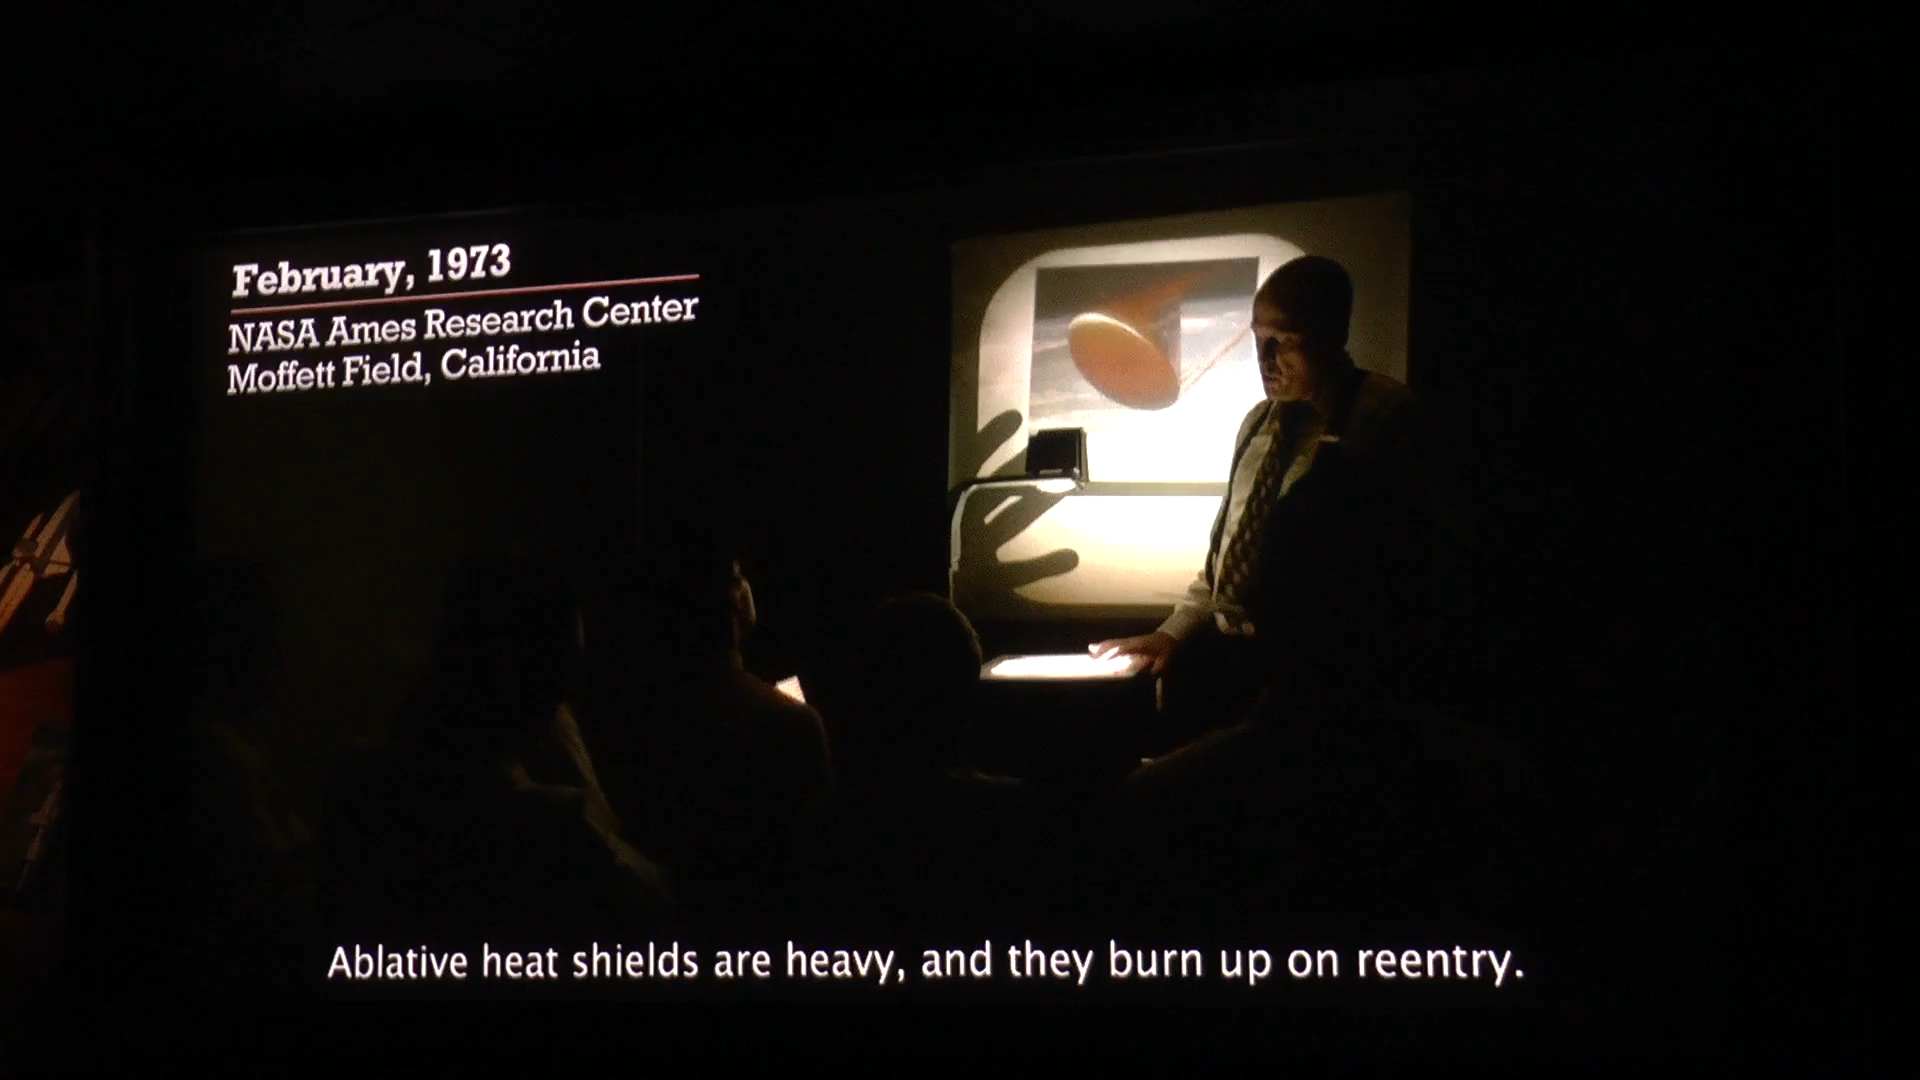 February, 1973
NASA Ames Research Center
Moffett Field, California
Ablative heat shields are heavy, and they burn up on reentry.